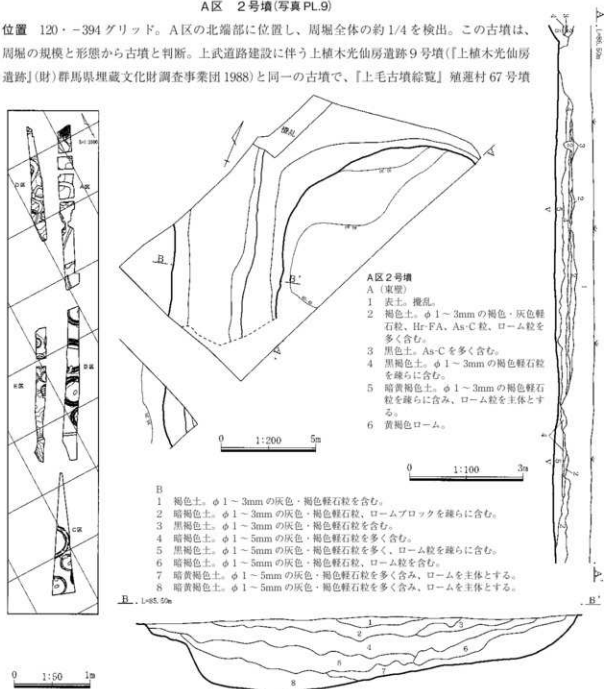 A区　2号墳(写真PL.9)
位置　120・-394グリッド。A区の北端部に位置し、周堀全体の約1/4を検出。この古墳は、
周堀の規模と形態から古墳と判断。上武道路建設に伴う上植木光仙房遺跡9号墳(『上植木光仙房
遺跡』(財)群馬県埋蔵文化財調査事業団1988)と同一の古墳で、『上毛古墳綜覧』殖蓮村67号墳
D区
A区
E区
B区
C区
撹乱
A
A'
B
B'
0　1:200　5m
A区2号墳
A（東壁）
1　表土。攪乱。
2　褐色土。φ1～3mmの褐色・灰色軽
石粒、Hr-FA、As-C粒、ローム粒を
多く含む。
3　黒色土。As-Cを多く含む。
4　黒褐色土。φ1～3mmの褐色軽石粒
を疎らに含む。
5　暗黄褐色土。φ1～3mmの褐色軽石
粒を疎らに含み、ローム粒を主体とす
る。
6　黄褐色ローム。
0　1:100　3m
B
1　褐色土。φ1～3mmの灰色・褐色軽石粒を含む。
2　暗褐色土。φ1～3mmの灰色・褐色軽石粒、ロームブロックを疎らに含む。
3　黒褐色土。φ1～3mmの灰色・褐色軽石粒を含む。
4　暗褐色土。φ1～5mmの灰色・褐色軽石粒を多く含む。
5　黒褐色土。φ1～5mmの灰色・褐色軽石粒を多く、ローム粒を疎らに含む。
6　暗褐色土。φ1～5mmの灰色・褐色軽石粒、ローム粒を含む。
7　暗黄褐色土。φ1～5mmの灰色・褐色軽石粒を多く含み、ロームを主体とする。
8　暗黄褐色土。φ1～5mmの灰色・褐色軽石粒を多く含み、ロームを主体とする。
B　L=85.60m
B'
1
2
3
4
5
6
7
8
0　1:50　1m
A'